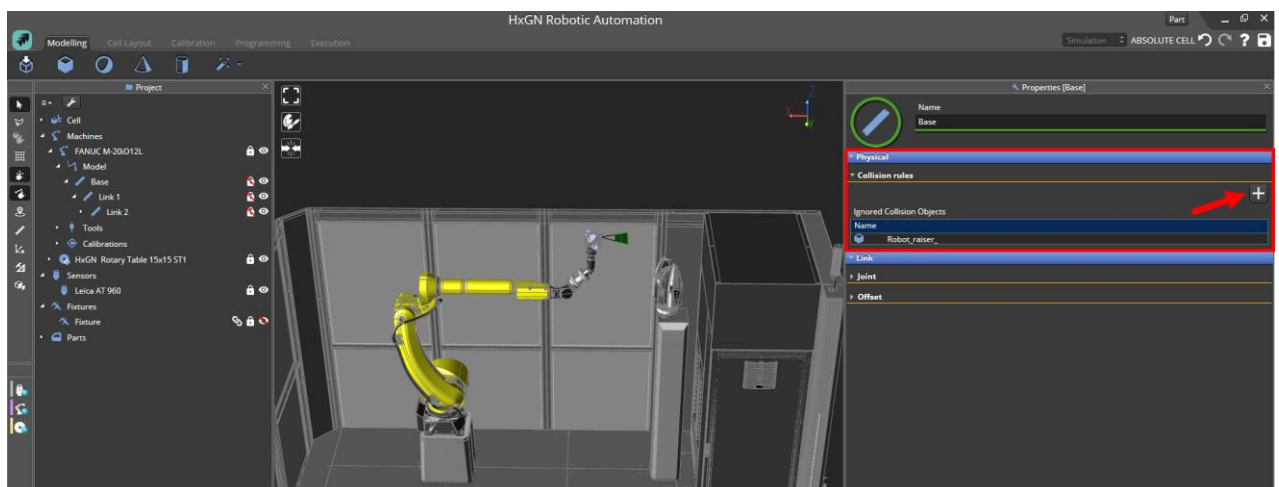 HxGN Robotic Automation
Part
Modelling Cell Layout Calibration Programming Execution
Simulation ABSOLUTE CELL
Project
Cell
Machines
FANUC M-20iD12L
Model
Base
Link 1
Link 2
Tools
Calibrations
HxGN Rotary Table 15x15 ST1
Sensors
Leica AT 960
Fixtures
Fixture
Parts
Z
X
Y
Properties [Base]
Name
Base
Physical
Collision rules
Ignored Collision Objects
Name
Robot_raiser_
Link
Joint
Offset